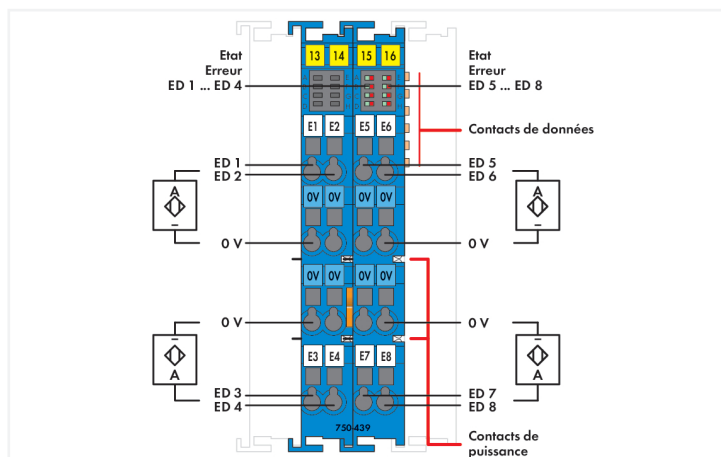 Etat
Erreur
ED 1 ... ED 4
13 14 15 16
Etat
Erreur
ED 5 ... ED 8
E1 E2 E5 E6
Contacts de données
ED 1
ED 2
ED 5
ED 6
A
–
0V 0V 0V 0V
A
–
0 V
0 V
0V 0V 0V 0V
0 V
0 V
–
A
E3 E4 E7 E8
–
A
ED 3
ED 4
ED 7
ED 8
750-439
Contacts de
puissance